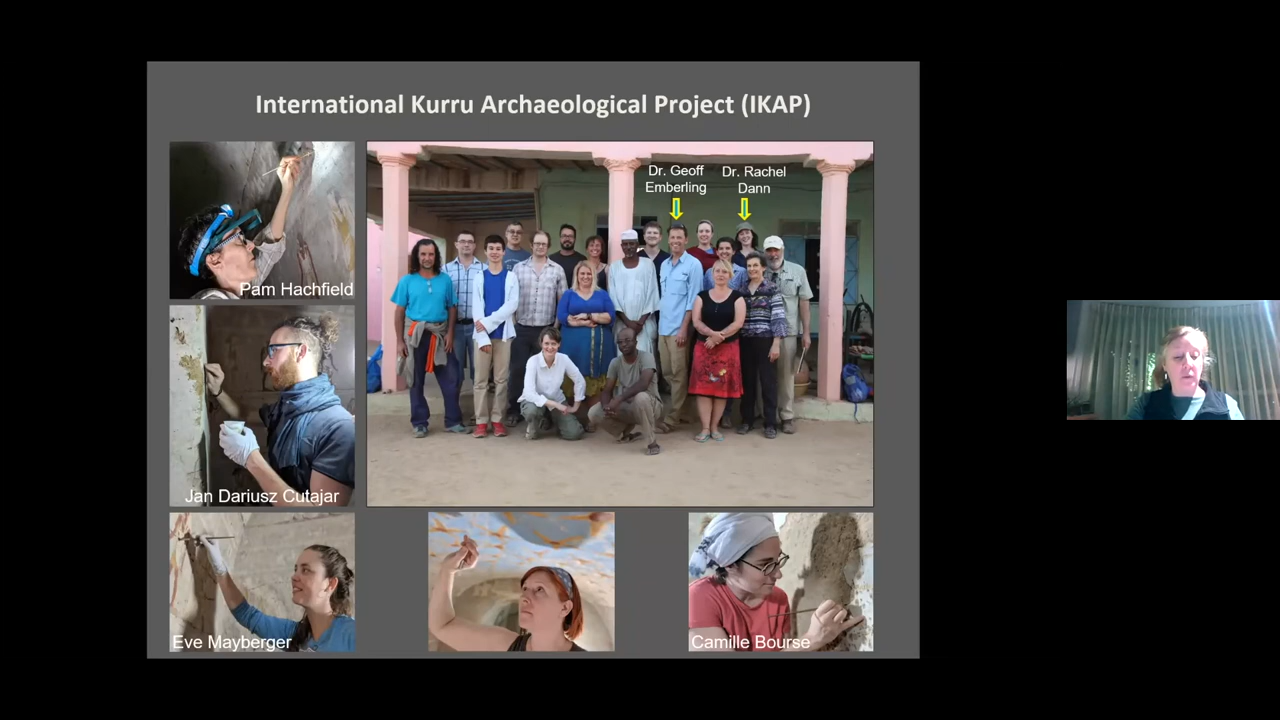 International Kurru Archaeological Project (IKAP)
Dr. Geoff
Emberling
Dr. Rachel
Dann
Pam Hachfield
Jan Dariusz Cutajar
Eve Mayberger
Camille Bourse